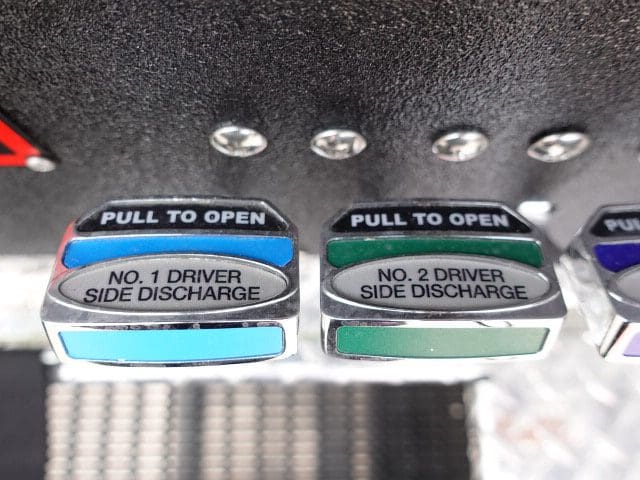 PULL TO OPEN
NO. 1 DRIVER
SIDE DISCHARGE
PULL TO OPEN
NO. 2 DRIVER
SIDE DISCHARGE